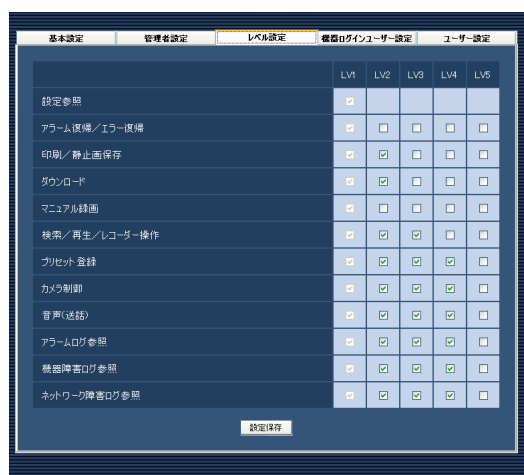 基本設定 管理者設定 レベル設定 機器ログインユーザー設定 ユーザー設定
LV1 LV2 LV3 LV4 LV5
設定参照
アラーム復帰／エラー復帰
印刷／静止画保存
ダウンロード
マニュアル録画
検索／再生／レコーダー操作
プリセット登録
カメラ制御
音声(送話)
アラームログ参照
機器障害ログ参照
ネットワーク障害ログ参照
設定保存